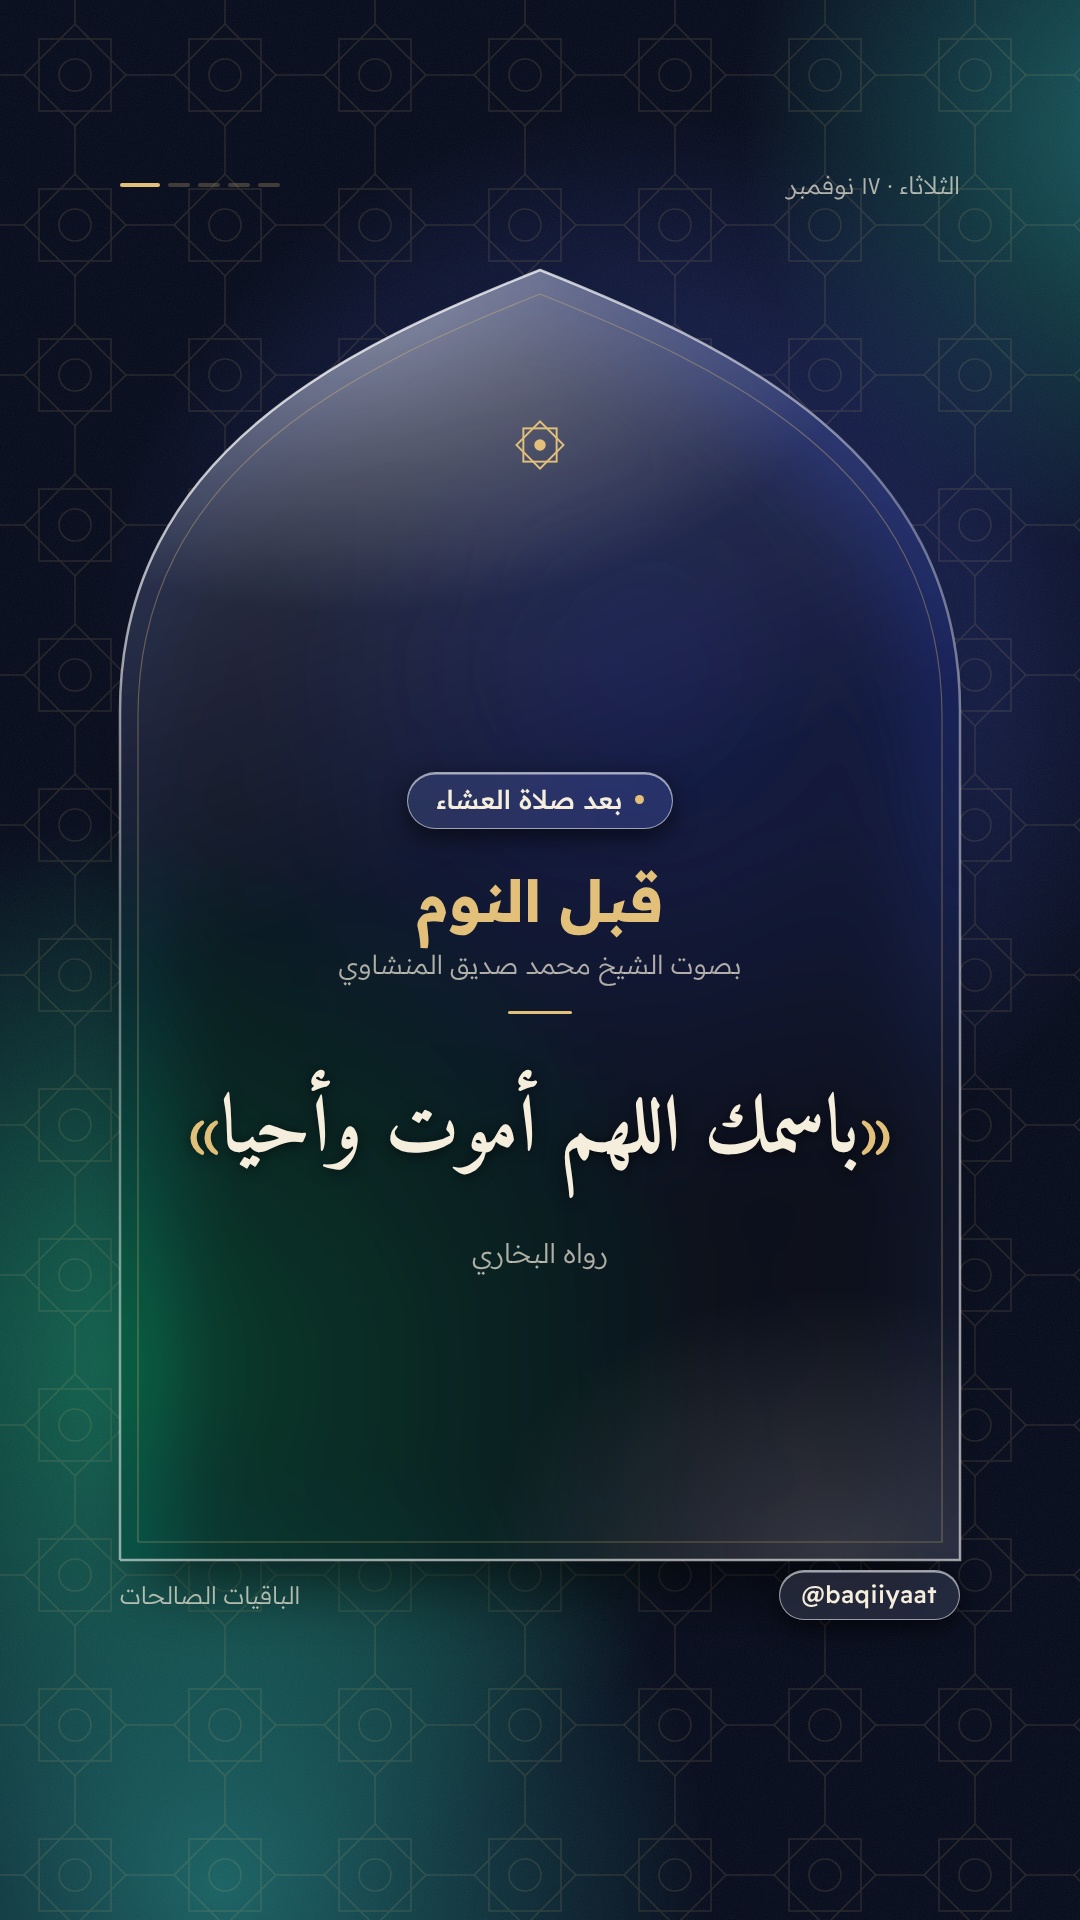 الثلاثاء · ١٧ نوفمبر
بعد صلاة العشاء
قبل النوم
بصوت الشيخ محمد صديق المنشاوي
«باسمك اللهم أموت وأحيا»
رواه البخاري
@baqiiyaat
الباقيات الصالحات